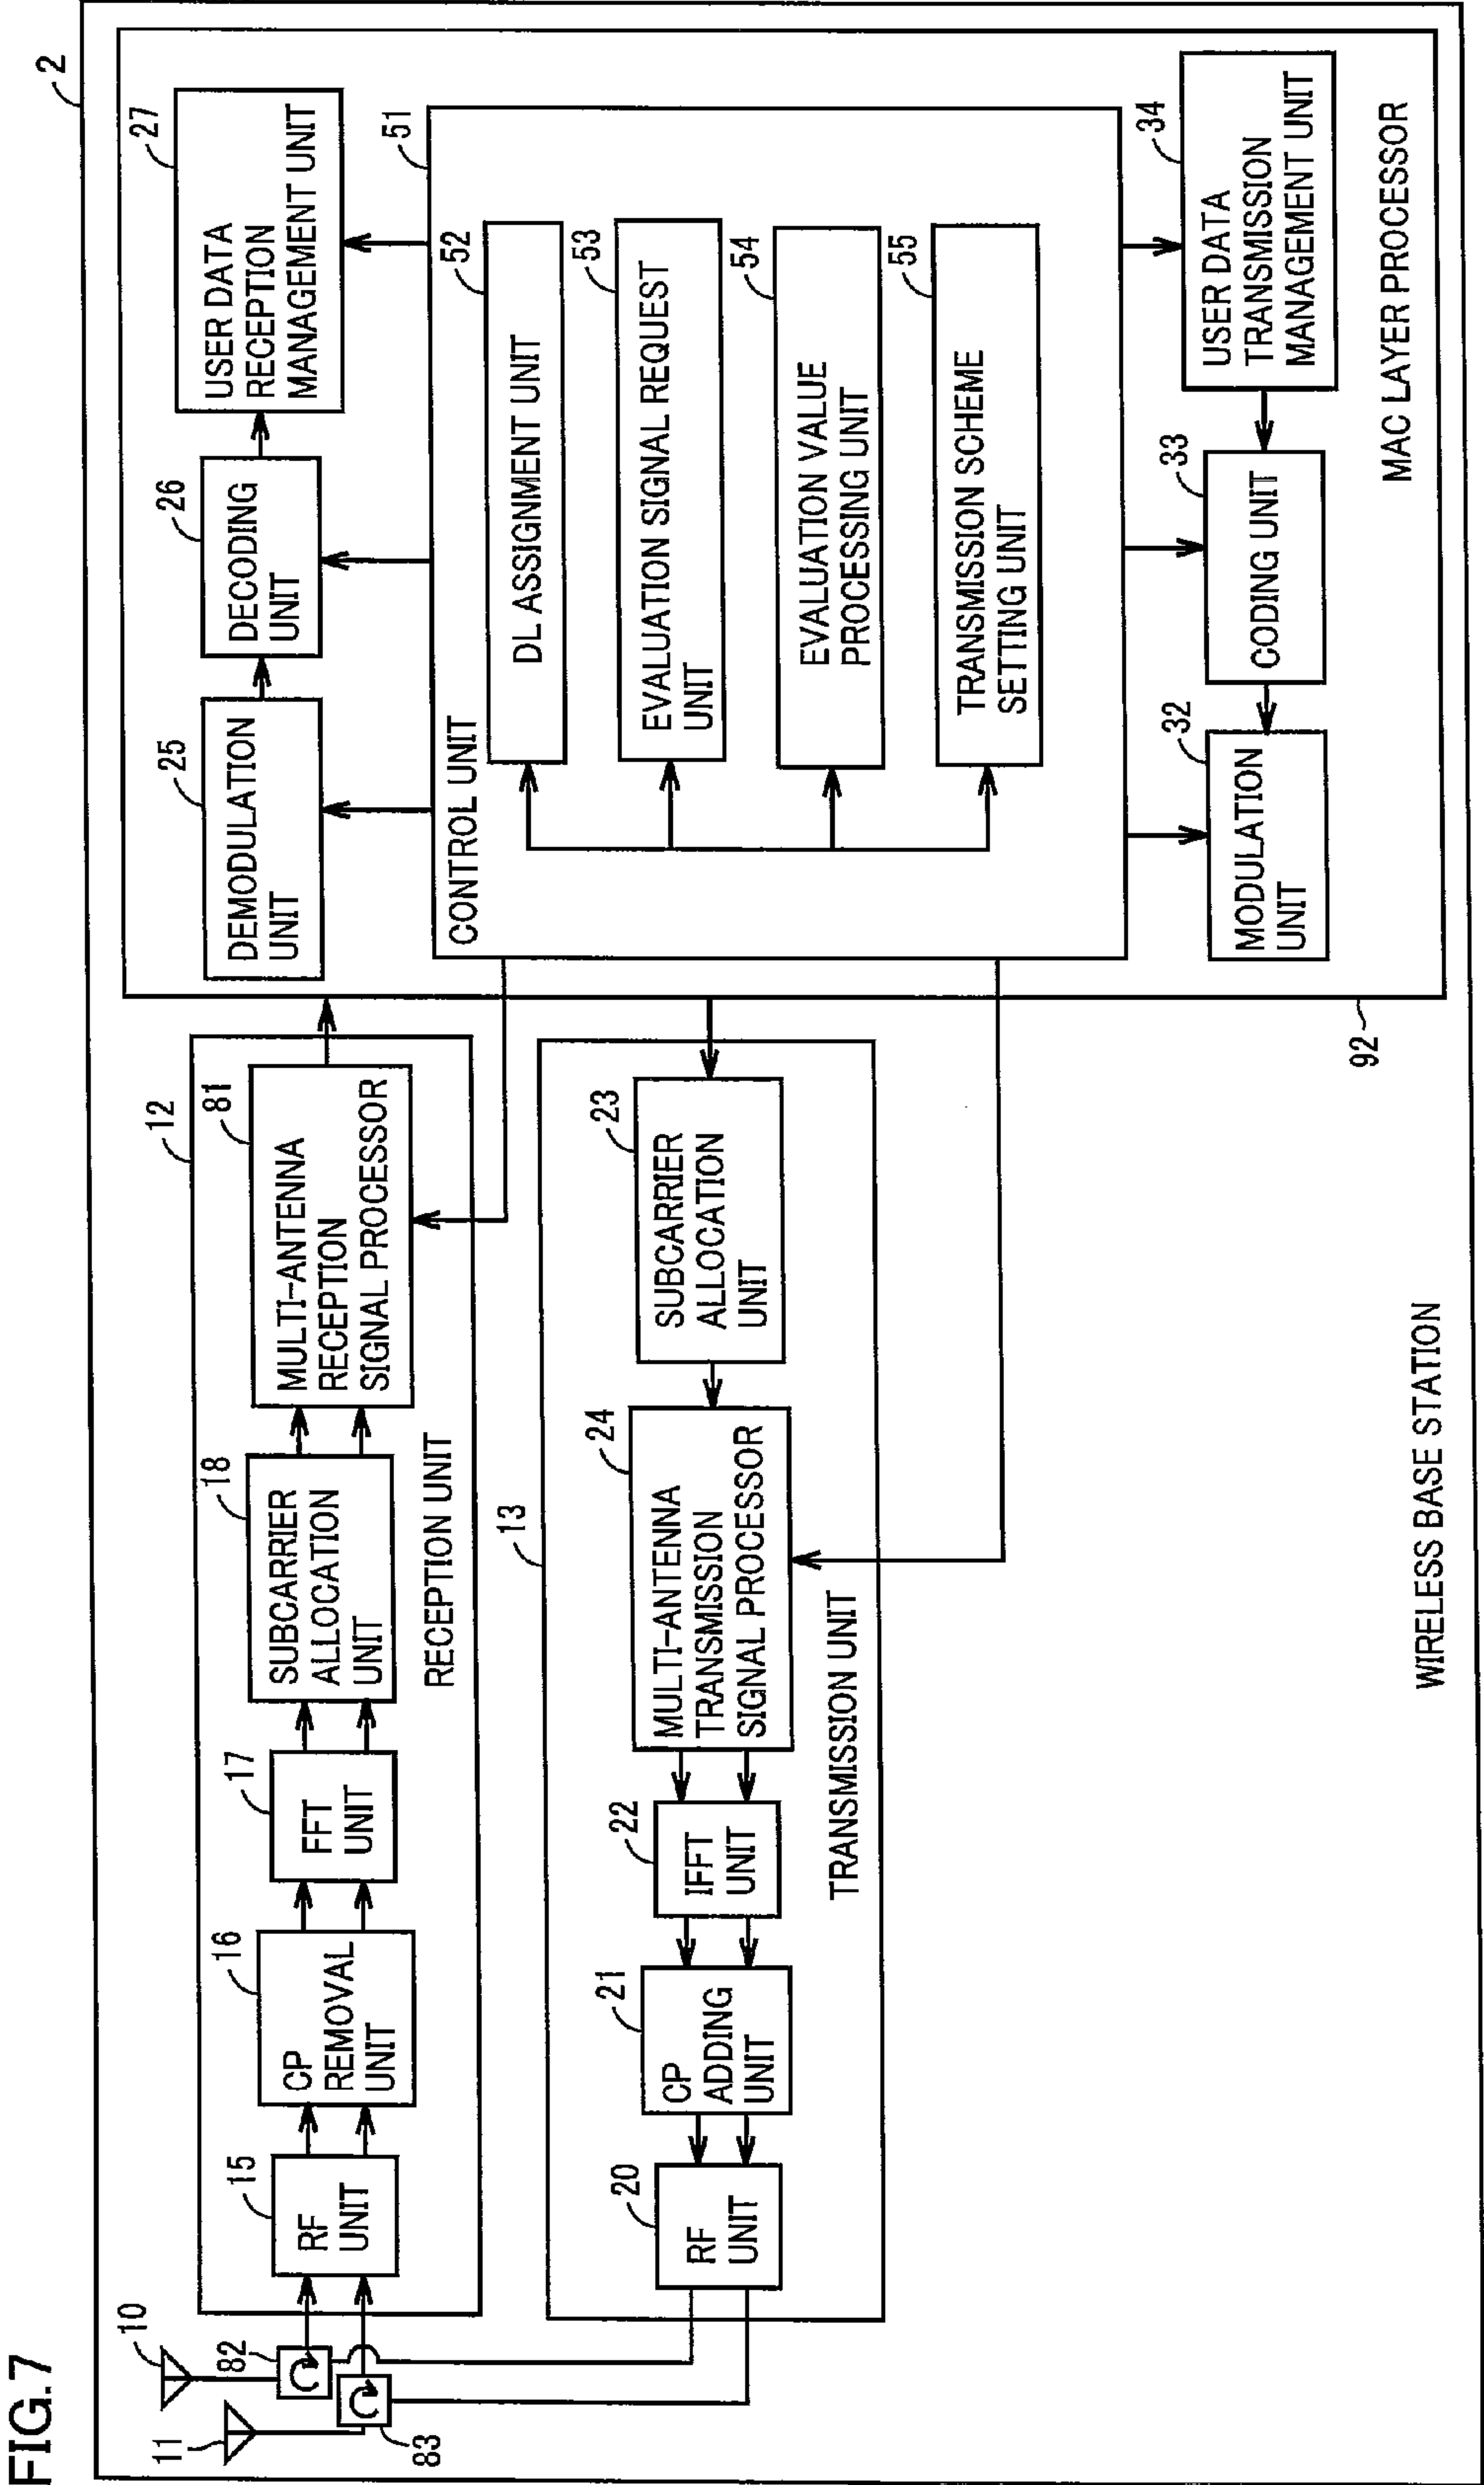 FIG.7
2
10
11
82
83
12
15
RF
UNIT
16
CP
REMOVAL
UNIT
17
FFT
UNIT
18
SUBCARRIER
ALLOCATION
UNIT
81
MULTI-ANTENNA
RECEPTION
SIGNAL PROCESSOR
RECEPTION UNIT
13
20
RF
UNIT
21
CP
ADDING
UNIT
22
IFFT
UNIT
24
MULTI-ANTENNA
TRANSMISSION
SIGNAL PROCESSOR
23
SUBCARRIER
ALLOCATION
UNIT
TRANSMISSION UNIT
25
DEMODULATION
UNIT
26
DECODING
UNIT
27
USER DATA
RECEPTION
MANAGEMENT UNIT
51
CONTROL UNIT
52
DL ASSIGNMENT UNIT
53
EVALUATION SIGNAL REQUEST
UNIT
54
EVALUATION VALUE
PROCESSING UNIT
55
TRANSMISSION SCHEME
SETTING UNIT
32
MODULATION
UNIT
33
CODING UNIT
34
USER DATA
TRANSMISSION
MANAGEMENT UNIT
MAC LAYER PROCESSOR
92
WIRELESS BASE STATION